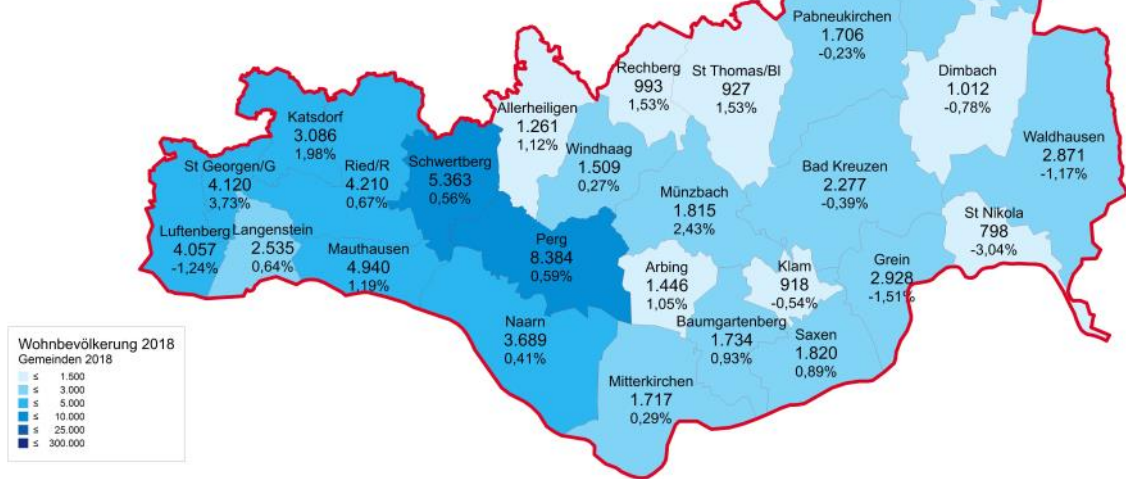 Pabneukirchen
1.706
-0,23%
Rechberg
993
1,53%
St Thomas/Bl
927
1,53%
Dimbach
1.012
-0,78%
Allerheiligen
1.261
1,12%
Katsdorf
3.086
1,98%
Waldhausen
2.871
-1,17%
Windhaag
1.509
0,27%
St Georgen/G
4.120
3,73%
Ried/R
4.210
0,67%
Schwertberg
5.363
0,56%
Bad Kreuzen
2.277
-0,39%
Münzbach
1.815
2,43%
St Nikola
798
-3,04%
Luftenberg
4.057
-1,24%
Langenstein
2.535
0,64%
Mauthausen
4.940
1,19%
Perg
8.384
0,59%
Arbing
1.446
1,05%
Klam
918
-0,54%
Grein
2.928
-1,51%
Naarn
3.689
0,41%
Baumgartenberg
1.734
0,93%
Saxen
1.820
0,89%
Mitterkirchen
1.717
0,29%
Wohnbevölkerung 2018
Gemeinden 2018
≤ 1.500
≤ 3.000
≤ 5.000
≤ 10.000
≤ 25.000
≤ 300.000